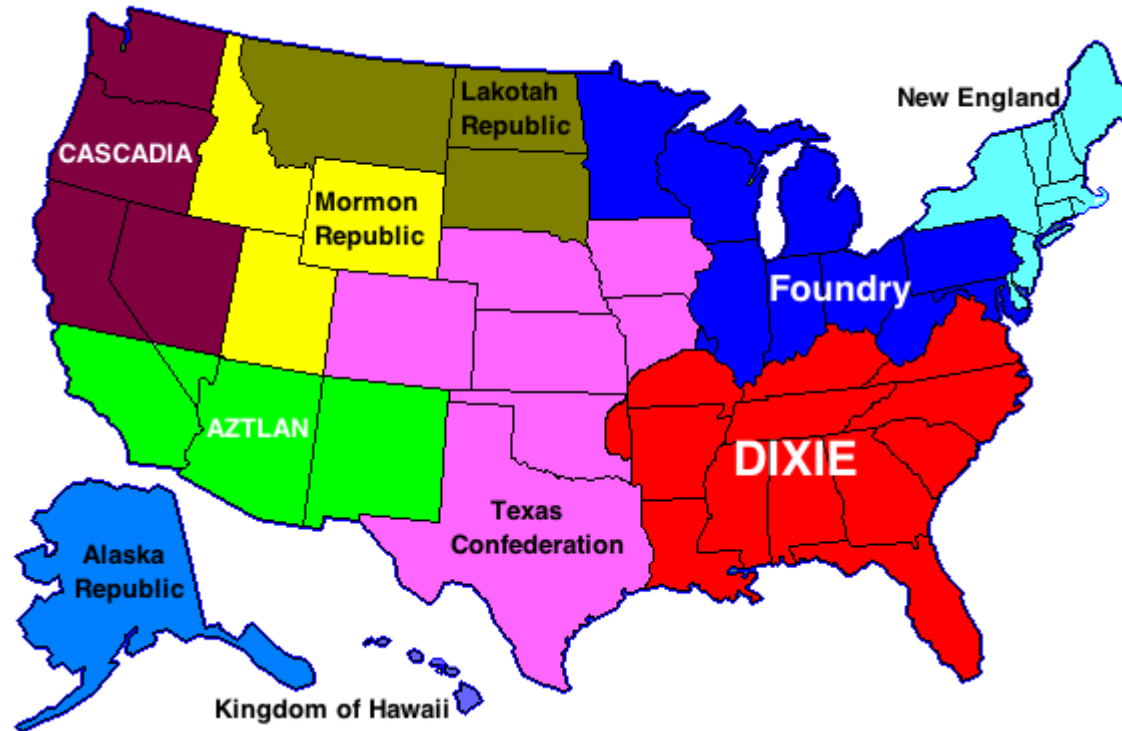 New England
Lakotah
Republic
CASCADIA
Mormon
Republic
Foundry
AZTLAN
DIXIE
Texas
Confederation
Alaska
Republic
Kingdom of Hawaii